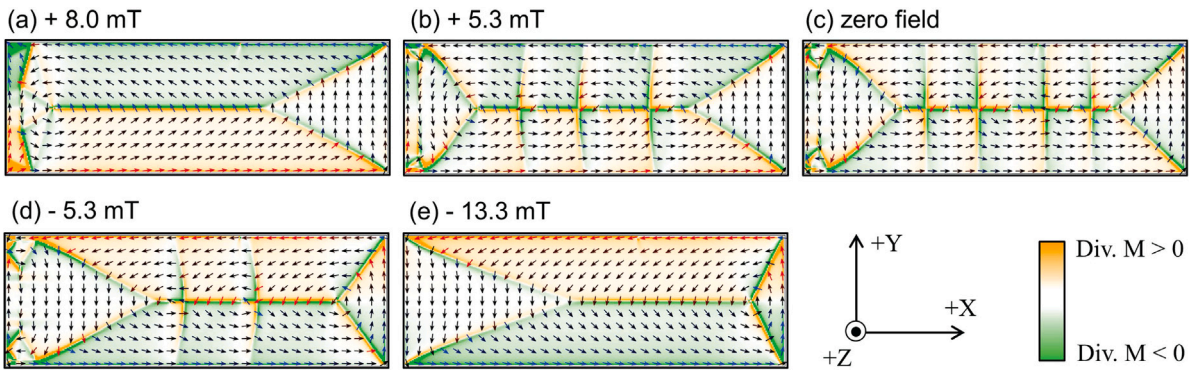 (a) + 8.0 mT
(b) + 5.3 mT
(c) zero field
(d) - 5.3 mT
(e) - 13.3 mT
+Y
+X
+Z
Div. M > 0
Div. M < 0